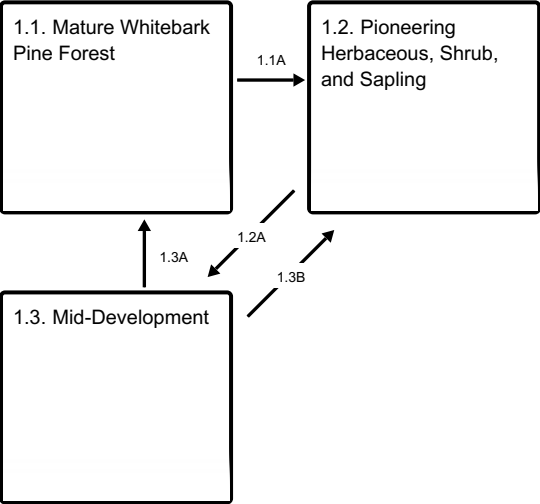 1.1. Mature Whitebark
Pine Forest
1.1A
1.2. Pioneering
Herbaceous, Shrub,
and Sapling
1.2A
1.3A
1.3B
1.3. Mid-Development